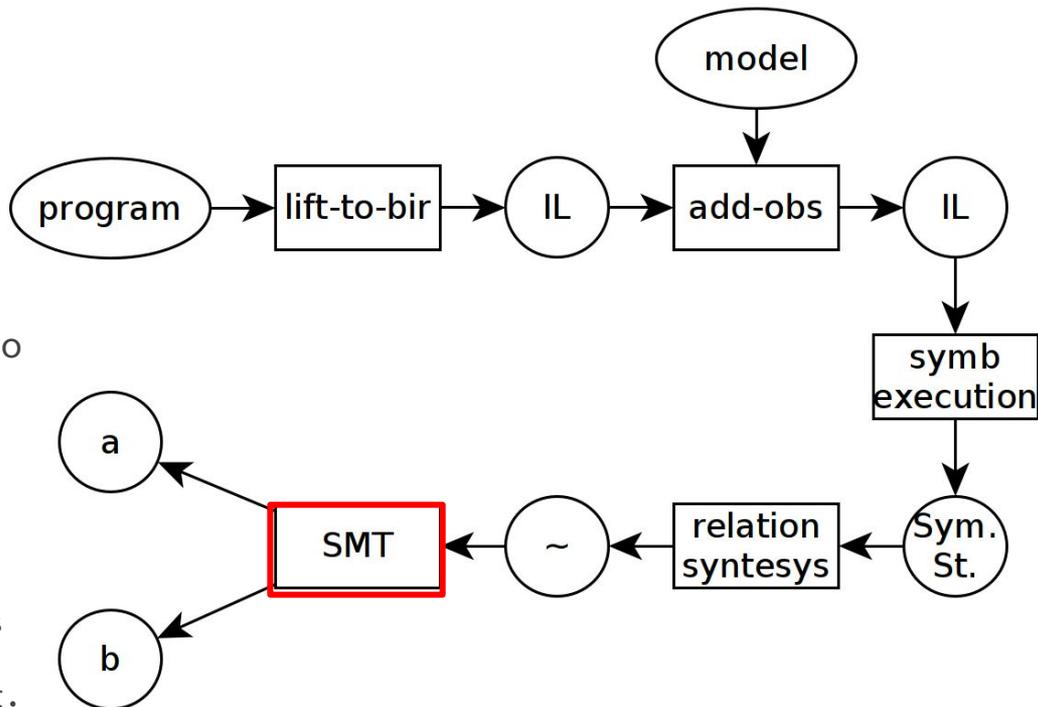 model
program
lift-to-bir
IL
add-obs
IL
o
symb
execution
a
SMT
~
relation
syntesys
Sym.
St.
b